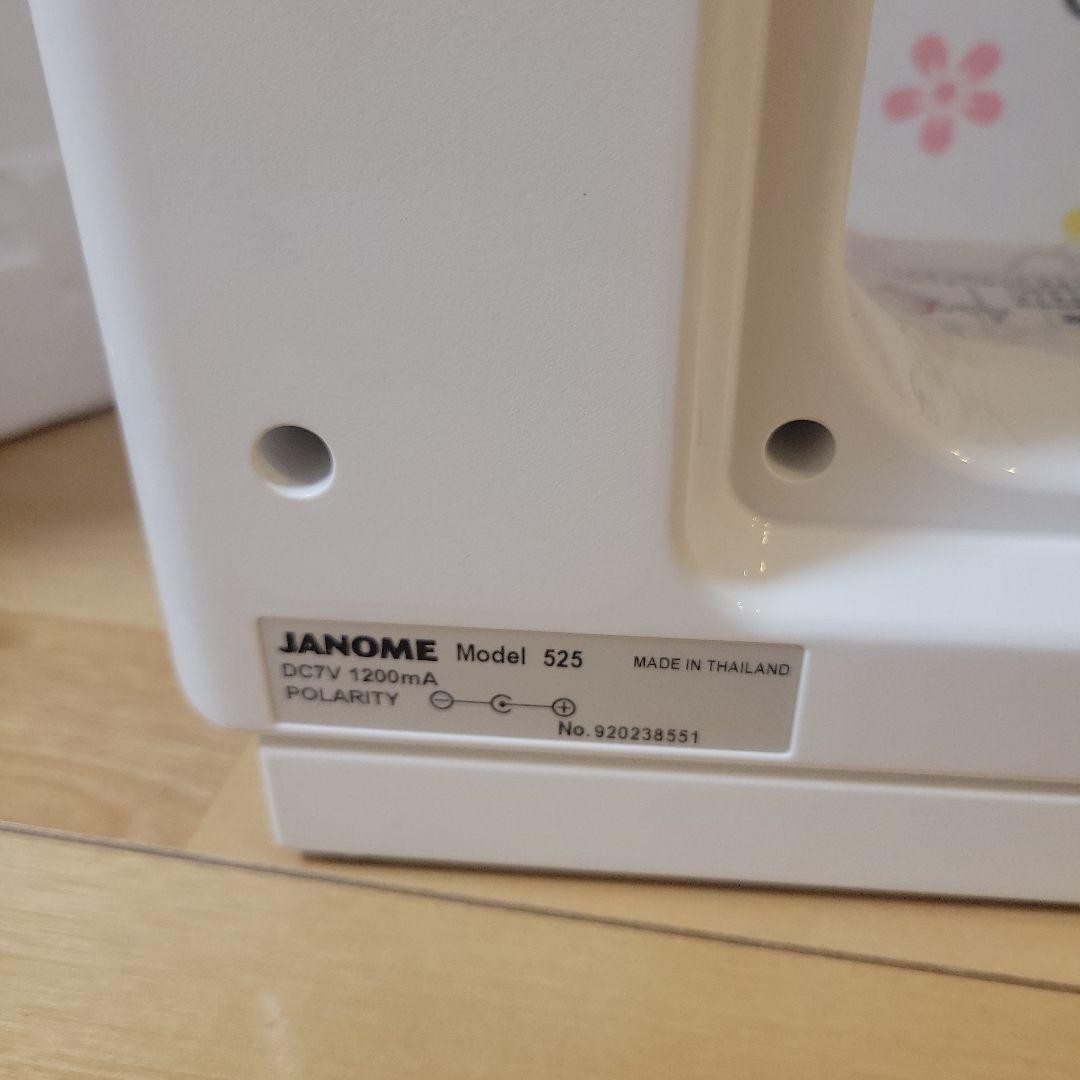 JANOME Model 525 MADE IN THAILAND
DC7V 1200mA
POLARITY
No. 920238551